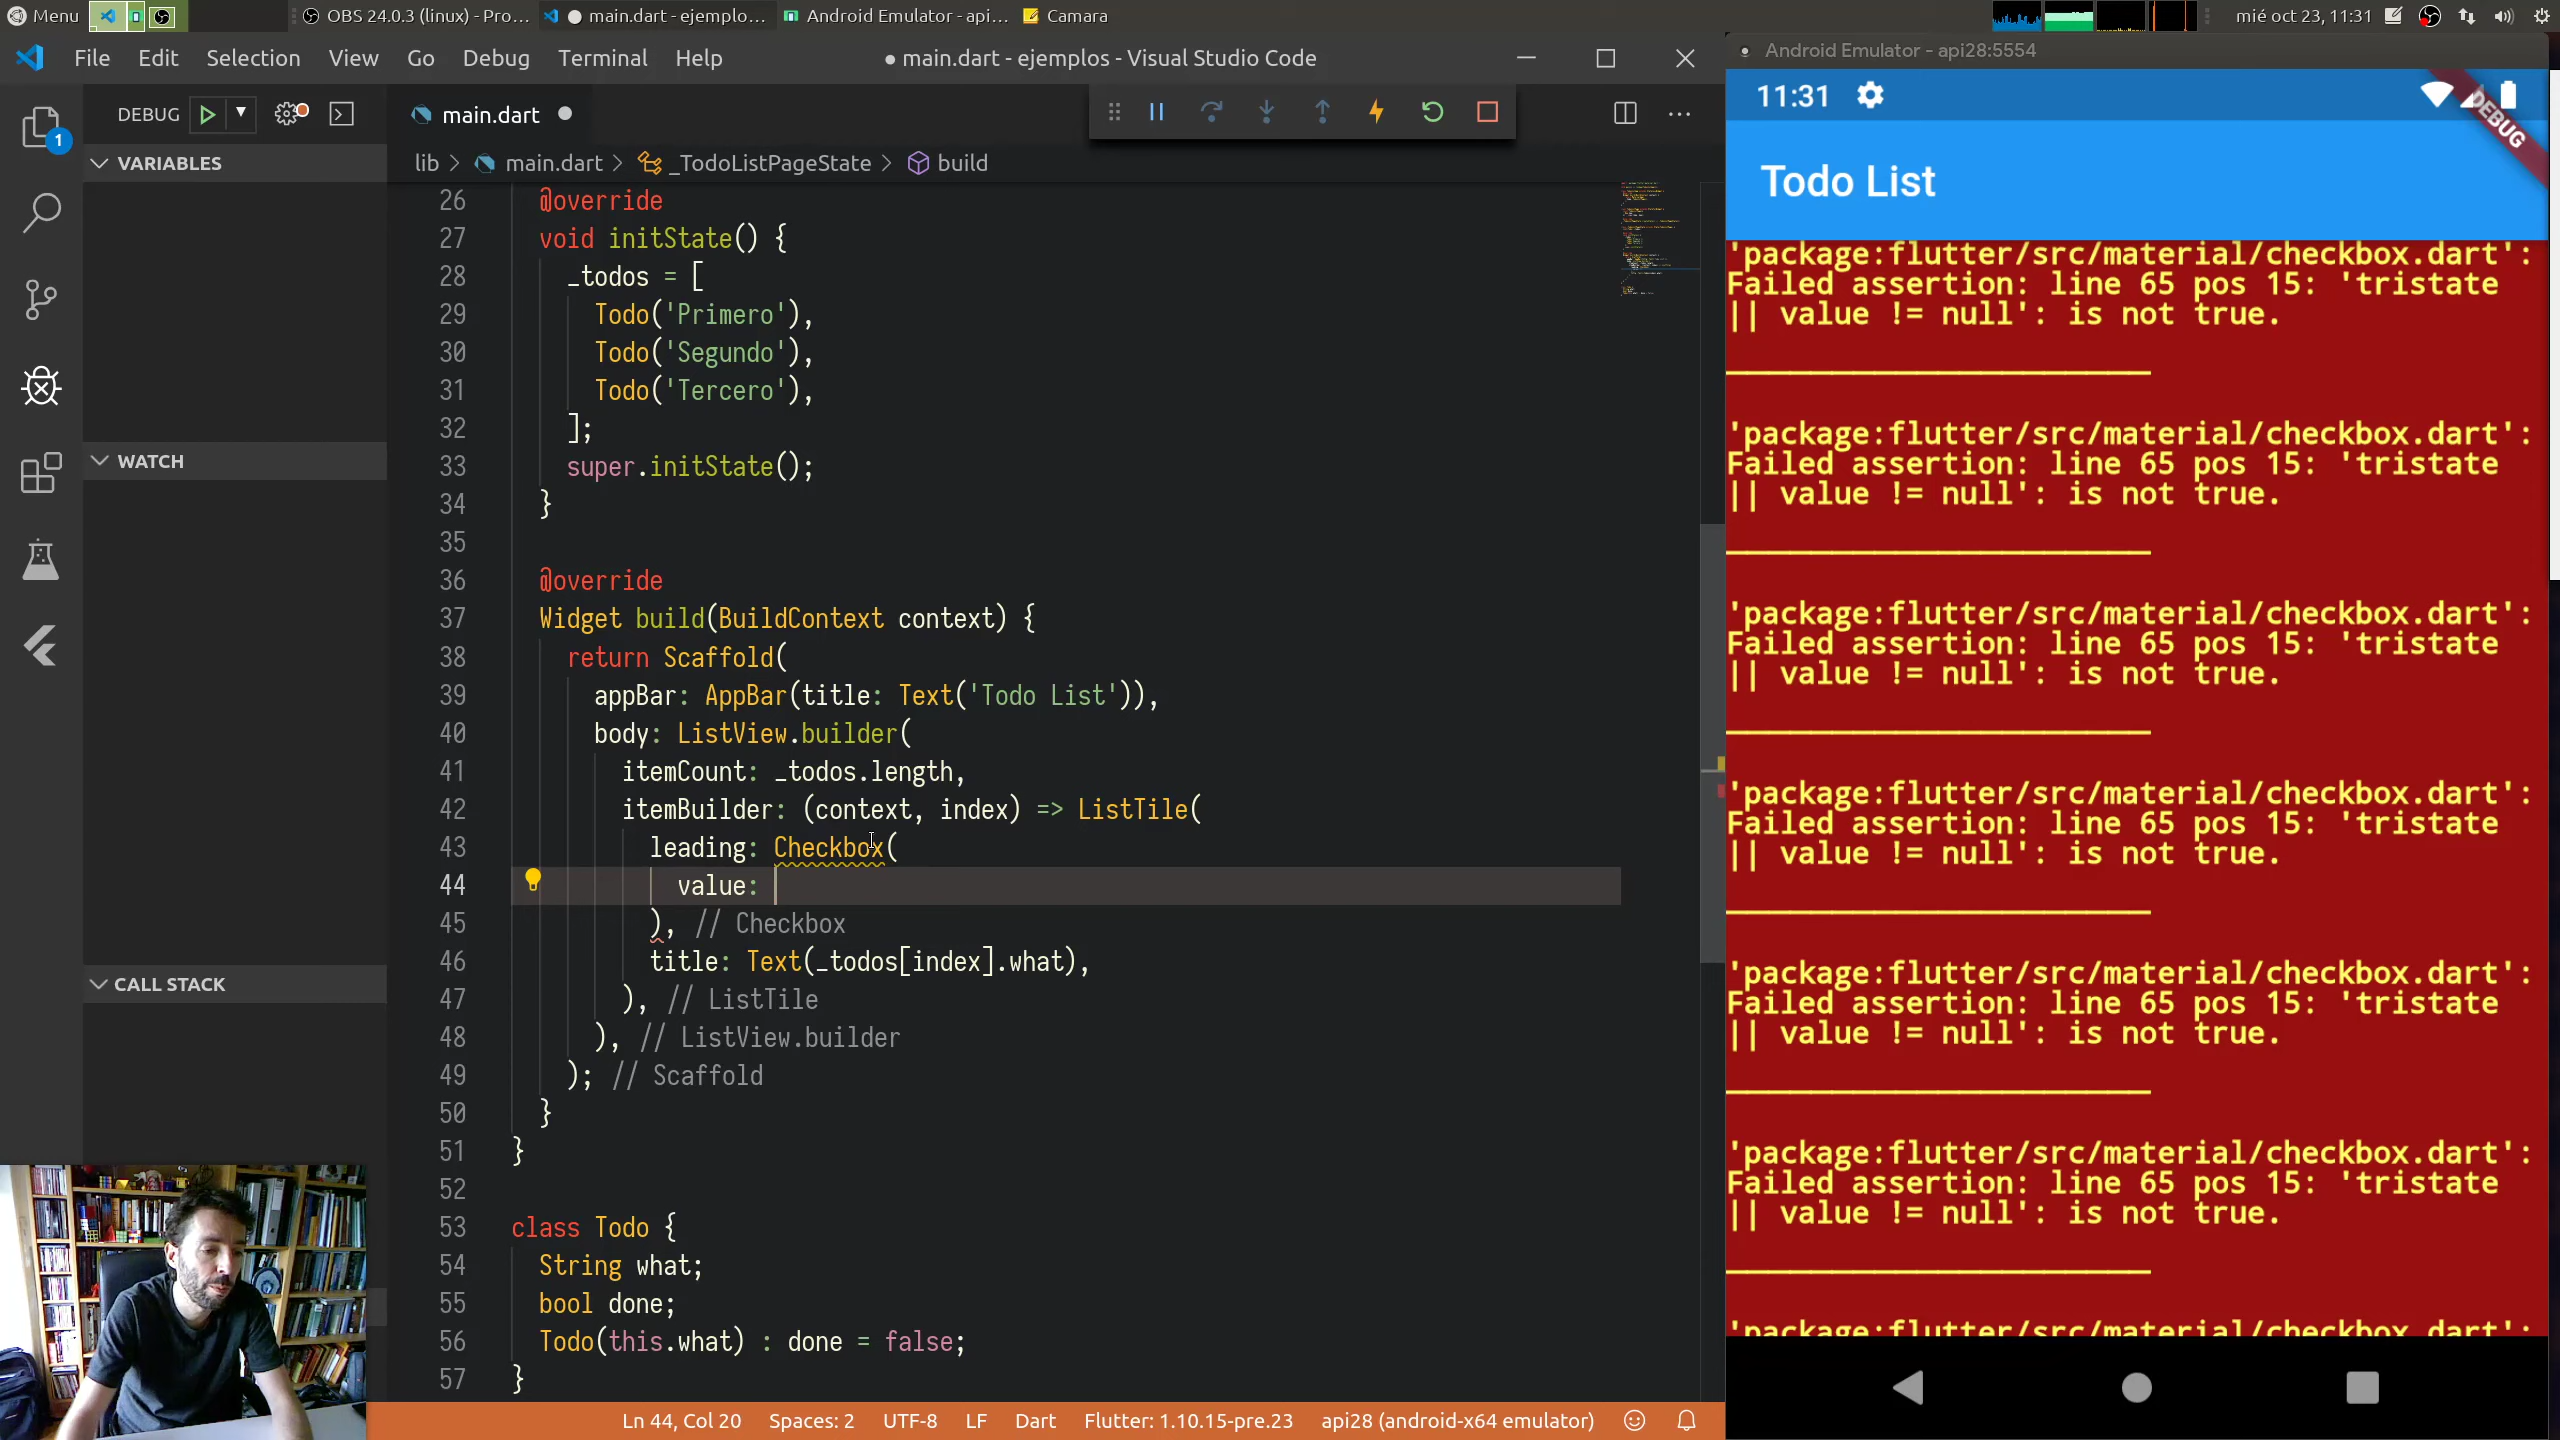 Menu
OBS 24.0.3 (linux) - Pro...
● main.dart - ejemplo...
Android Emulator - api...
Camara
mié oct 23, 11:31
File Edit Selection View Go Debug Terminal Help
● main.dart - ejemplos - Visual Studio Code
DEBUG
main.dart ●
lib > main.dart > _TodoListPageState > build
1
VARIABLES
WATCH
CALL STACK
26 @override
27 void initState() {
28 _todos = [
29 Todo('Primero'),
30 Todo('Segundo'),
31 Todo('Tercero'),
32 ];
33 super.initState();
34 }
35
36 @override
37 Widget build(BuildContext context) {
38 return Scaffold(
39 appBar: AppBar(title: Text('Todo List')),
40 body: ListView.builder(
41 itemCount: _todos.length,
42 itemBuilder: (context, index) => ListTile(
43 leading: Checkbox(
44 value:
45 ), // Checkbox
46 title: Text(_todos[index].what),
47 ), // ListTile
48 ), // ListView.builder
49 ); // Scaffold
50 }
51 }
52
53 class Todo {
54 String what;
55 bool done;
56 Todo(this.what) : done = false;
57 }
Ln 44, Col 20 Spaces: 2 UTF-8 LF Dart Flutter: 1.10.15-pre.23 api28 (android-x64 emulator)
Android Emulator - api28:5554
11:31
DEBUG
Todo List
'package:flutter/src/material/checkbox.dart':
Failed assertion: line 65 pos 15: 'tristate
|| value != null': is not true.
'package:flutter/src/material/checkbox.dart':
Failed assertion: line 65 pos 15: 'tristate
|| value != null': is not true.
'package:flutter/src/material/checkbox.dart':
Failed assertion: line 65 pos 15: 'tristate
|| value != null': is not true.
'package:flutter/src/material/checkbox.dart':
Failed assertion: line 65 pos 15: 'tristate
|| value != null': is not true.
'package:flutter/src/material/checkbox.dart':
Failed assertion: line 65 pos 15: 'tristate
|| value != null': is not true.
'package:flutter/src/material/checkbox.dart':
Failed assertion: line 65 pos 15: 'tristate
|| value != null': is not true.
'package:flutter/src/material/checkbox.dart':